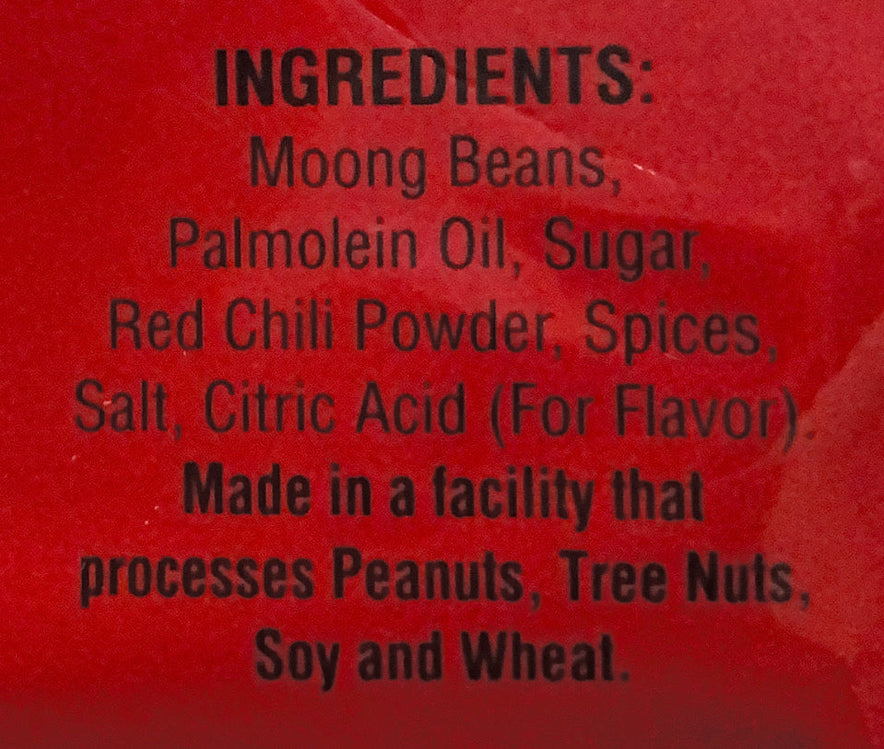 INGREDIENTS:
Moong Beans,
Palmolein Oil, Sugar,
Red Chili Powder, Spices,
Salt, Citric Acid (For Flavor).
Made in a facility that
processes Peanuts, Tree Nuts,
Soy and Wheat.